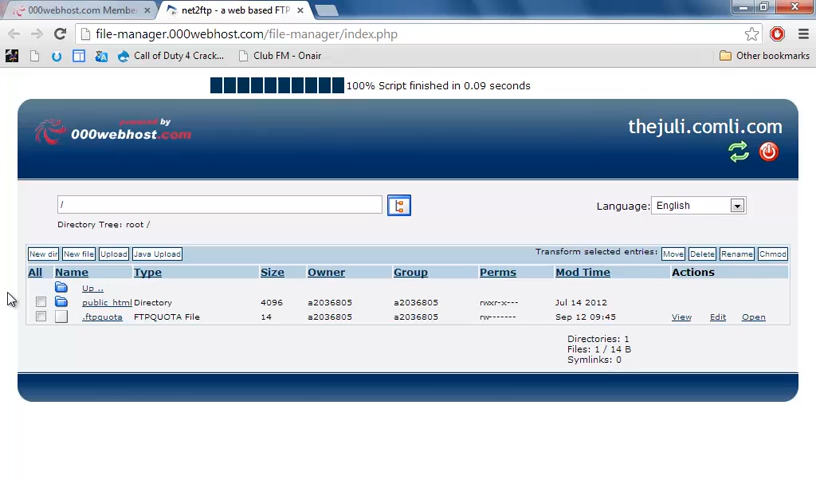 000webhost.com Membe
net2ftp - a web based FTP
file-manager.000webhost.com/index.php
Call of Duty 4 Crack...
Club FM - Onair
Other bookmarks
100% Script finished in 0.09 seconds
powered by
000webhost.com
thejuli.comli.com
/
Language: English
Directory Tree: root /
New dir New file Upload Java Upload
Transform selected entries: Move Delete Rename Chmod
All Name Type Size Owner Group Perms Mod Time Actions
Up ..
public_html Directory 4096 a2036805 a2036805 rwxr-x--- Jul 14 2012
.ftpquota FTPQUOTA File 14 a2036805 a2036805 rw------- Sep 12 09:45 View Edit Open
Directories: 1
Files: 1 / 14 B
Symlinks: 0